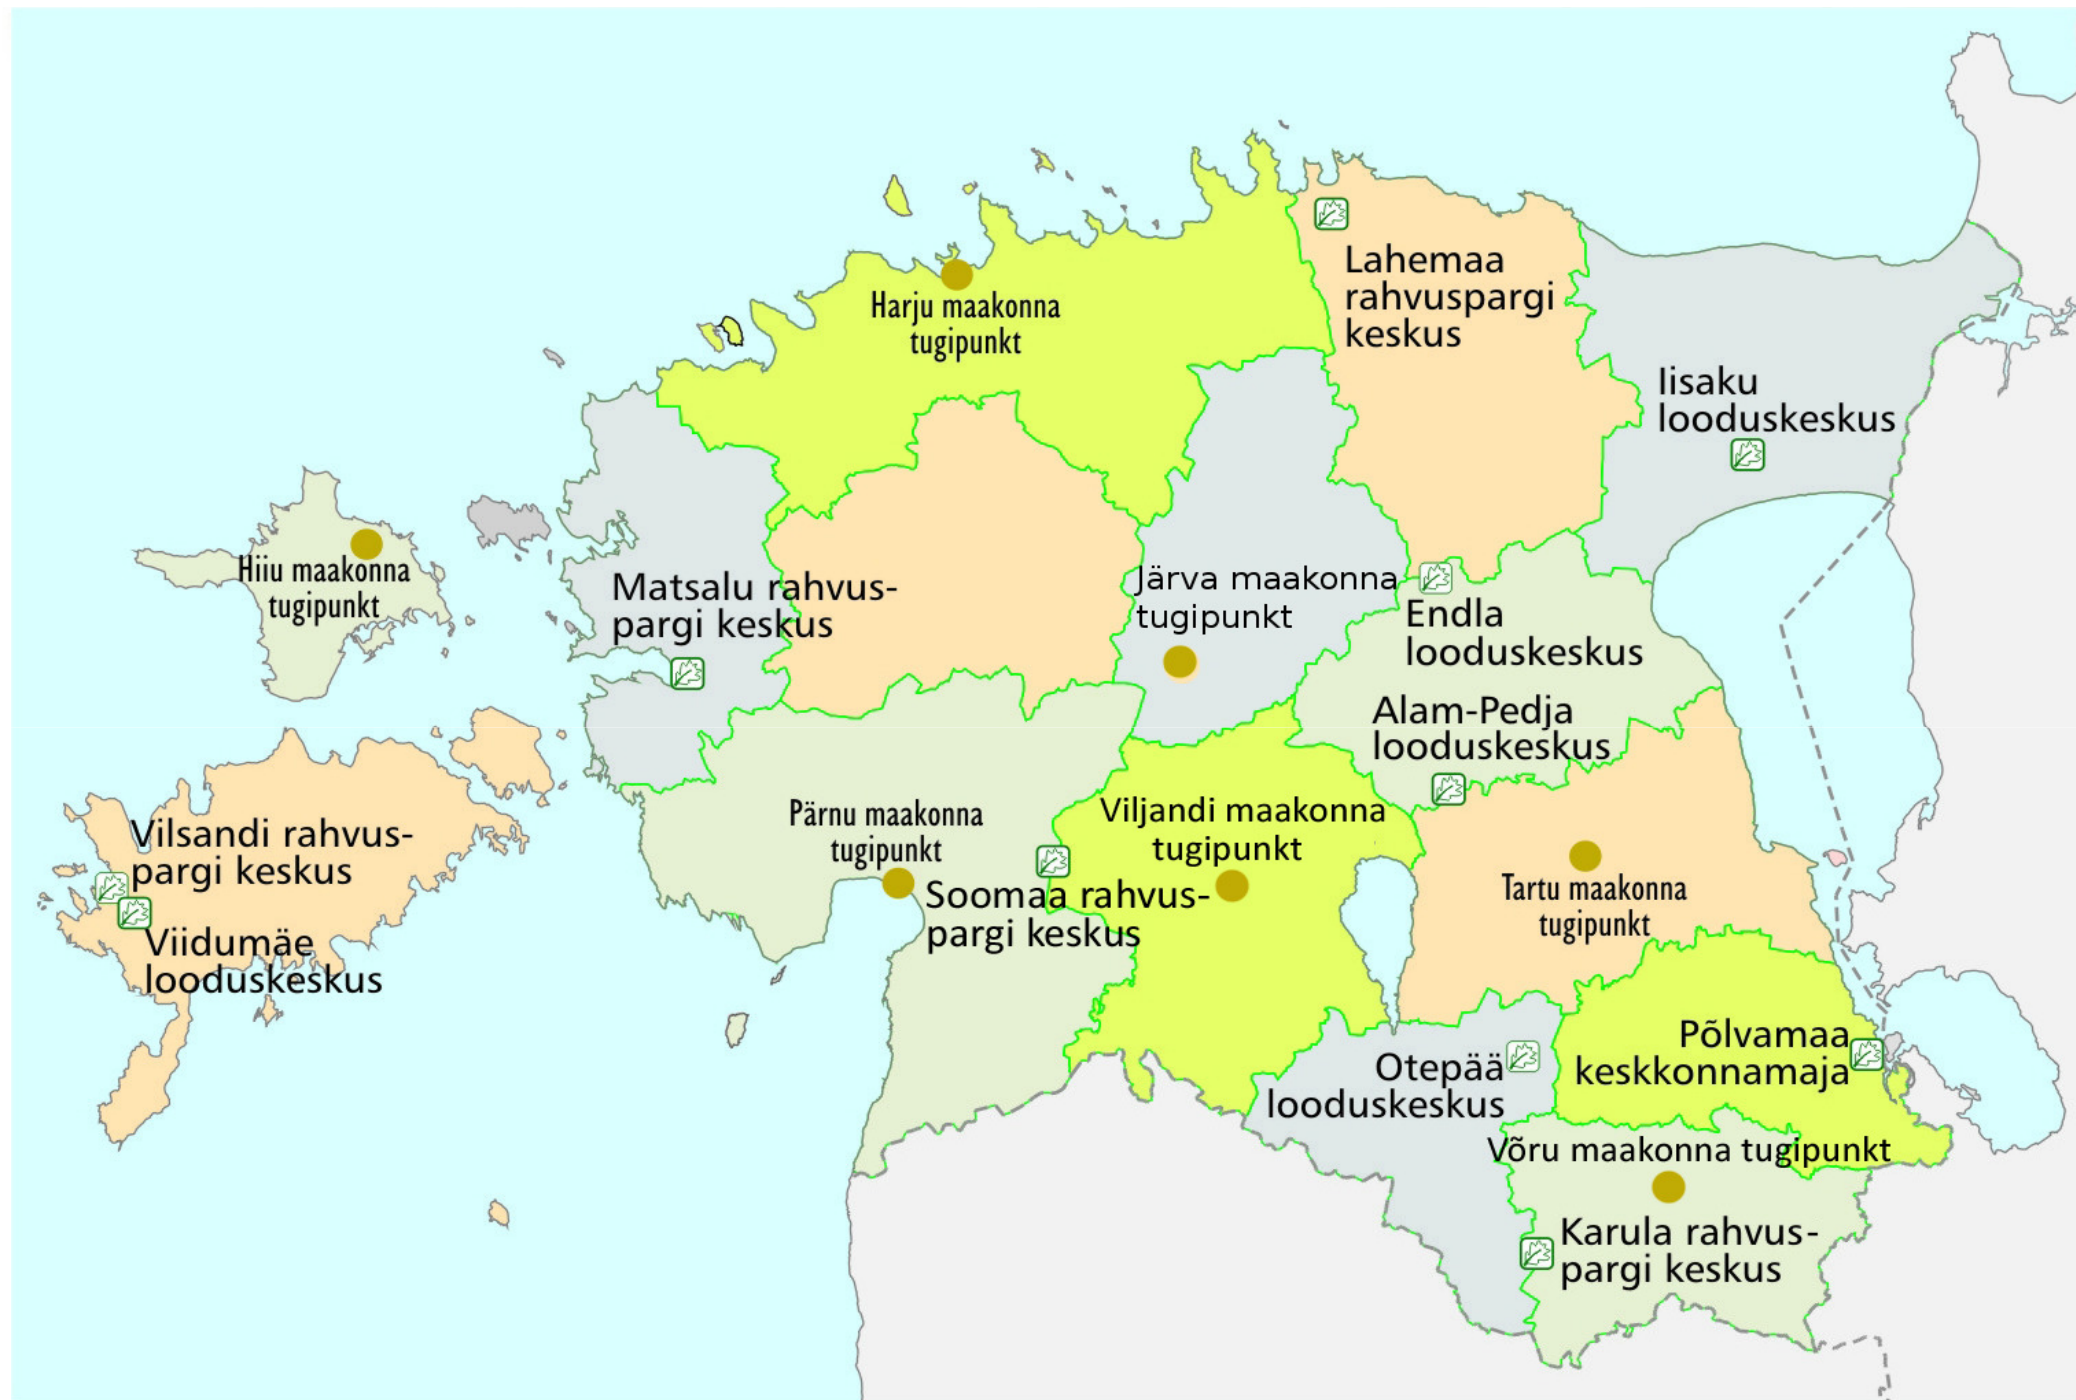 Harju maakonna
tugipunkt
Lahemaa
rahvuspargi
keskus
Iisaku
looduskeskus
Hiiu maakonna
tugipunkt
Matsalu rahvus-
pargi keskus
Järva maakonna
tugipunkt
Endla
looduskeskus
Alam-Pedja
looduskeskus
Vilsandi rahvus-
pargi keskus
Viidumäe
looduskeskus
Pärnu maakonna
tugipunkt
Soomaa rahvus-
pargi keskus
Viljandi maakonna
tugipunkt
Tartu maakonna
tugipunkt
Otepää
looduskeskus
Põlvamaa
keskkonnamaja
Võru maakonna tugipunkt
Karula rahvus-
pargi keskus